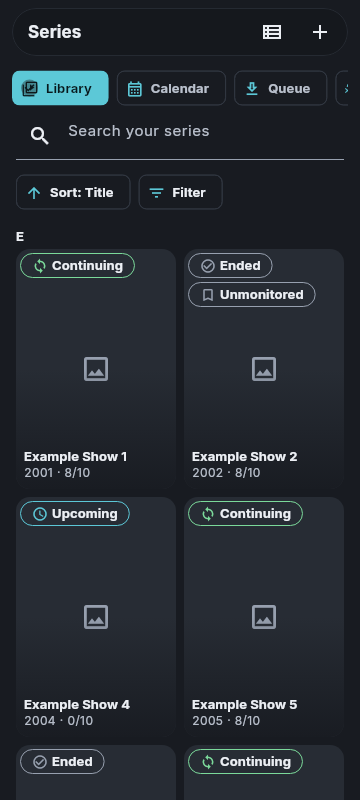 Series
Library
Calendar
Queue
Search your series
Sort: Title
Filter
E
Continuing
Ended
Unmonitored
Example Show 1
2001 · 8/10
Example Show 2
2002 · 8/10
Upcoming
Continuing
Example Show 4
2004 · 0/10
Example Show 5
2005 · 8/10
Ended
Continuing